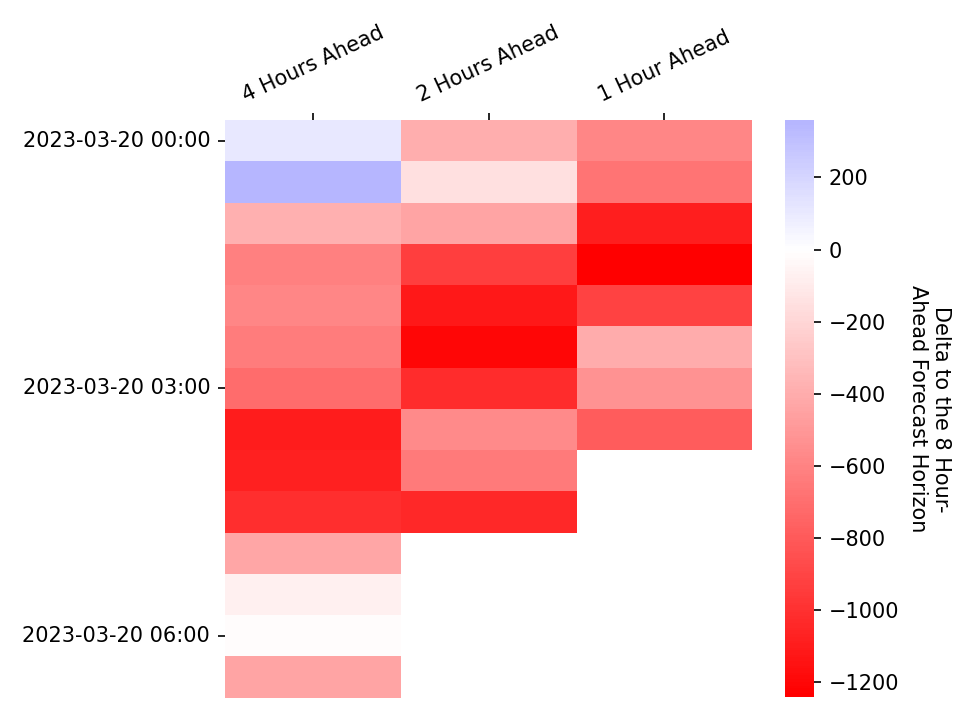 4 Hours Ahead
2 Hours Ahead
1 Hour Ahead
2023-03-20 00:00
2023-03-20 03:00
2023-03-20 06:00
200
0
−200
−400
−600
−800
−1000
−1200
Delta to the 8 Hour-
Ahead Forecast Horizon